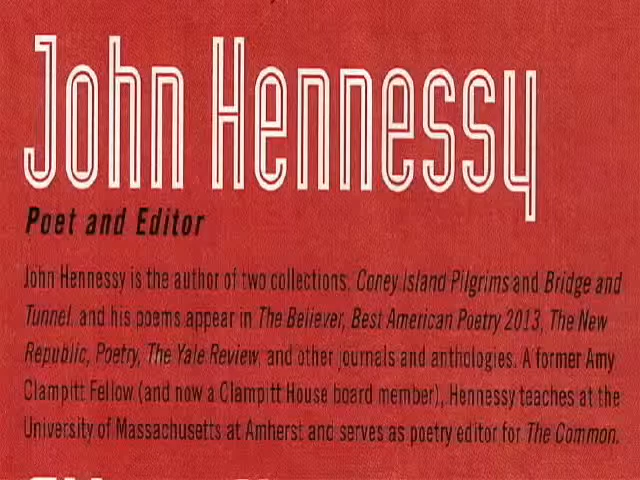 John Hennessy
Poet and Editor
John Hennessy is the author of two collections, Coney Island Pilgrims and Bridge and
Tunnel, and his poems appear in The Believer, Best American Poetry 2013, The New
Republic, Poetry, The Yale Review, and other journals and anthologies. A former Amy
Clampitt Fellow (and now a Clampitt House board member), Hennessy teaches at the
University of Massachusetts at Amherst and serves as poetry editor for The Common.